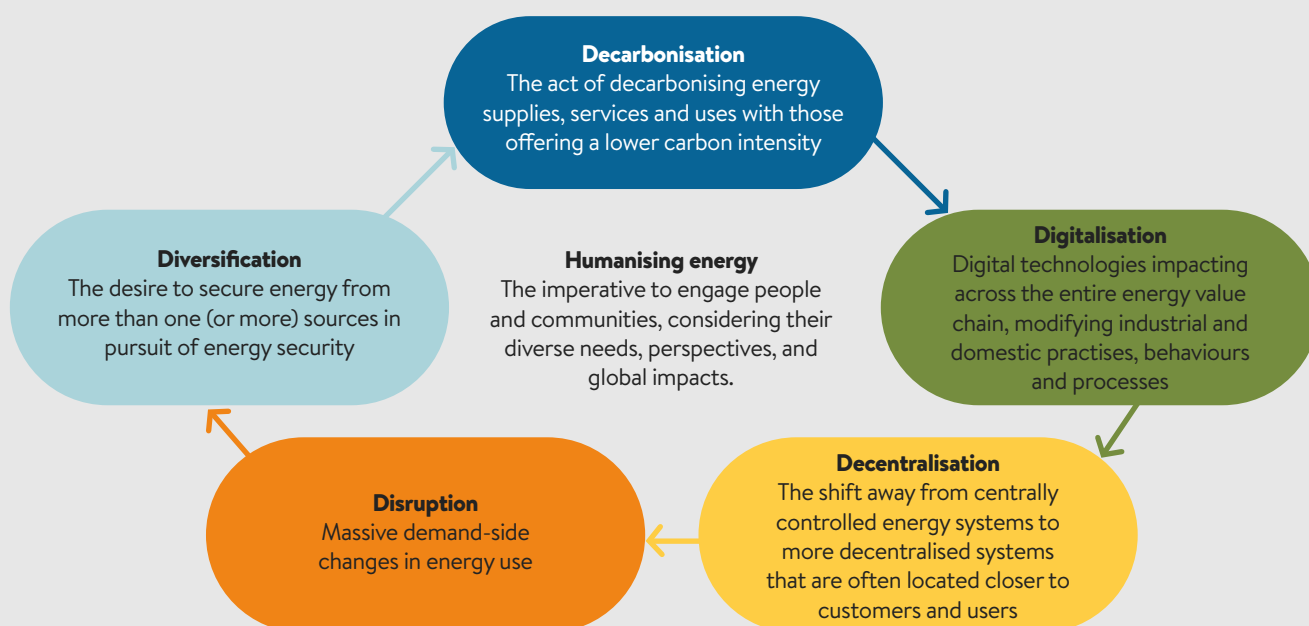 Decarbonisation
The act of decarbonising energy
supplies, services and uses with those
offering a lower carbon intensity
Diversification
The desire to secure energy from
more than one (or more) sources in
pursuit of energy security
Humanising energy
The imperative to engage people
and communities, considering their
diverse needs, perspectives, and
global impacts.
Digitalisation
Digital technologies impacting
across the entire energy value
chain, modifying industrial and
domestic practises, behaviours
and processes
Disruption
Massive demand-side
changes in energy use
Decentralisation
The shift away from centrally
controlled energy systems to
more decentralised systems
that are often located closer to
customers and users